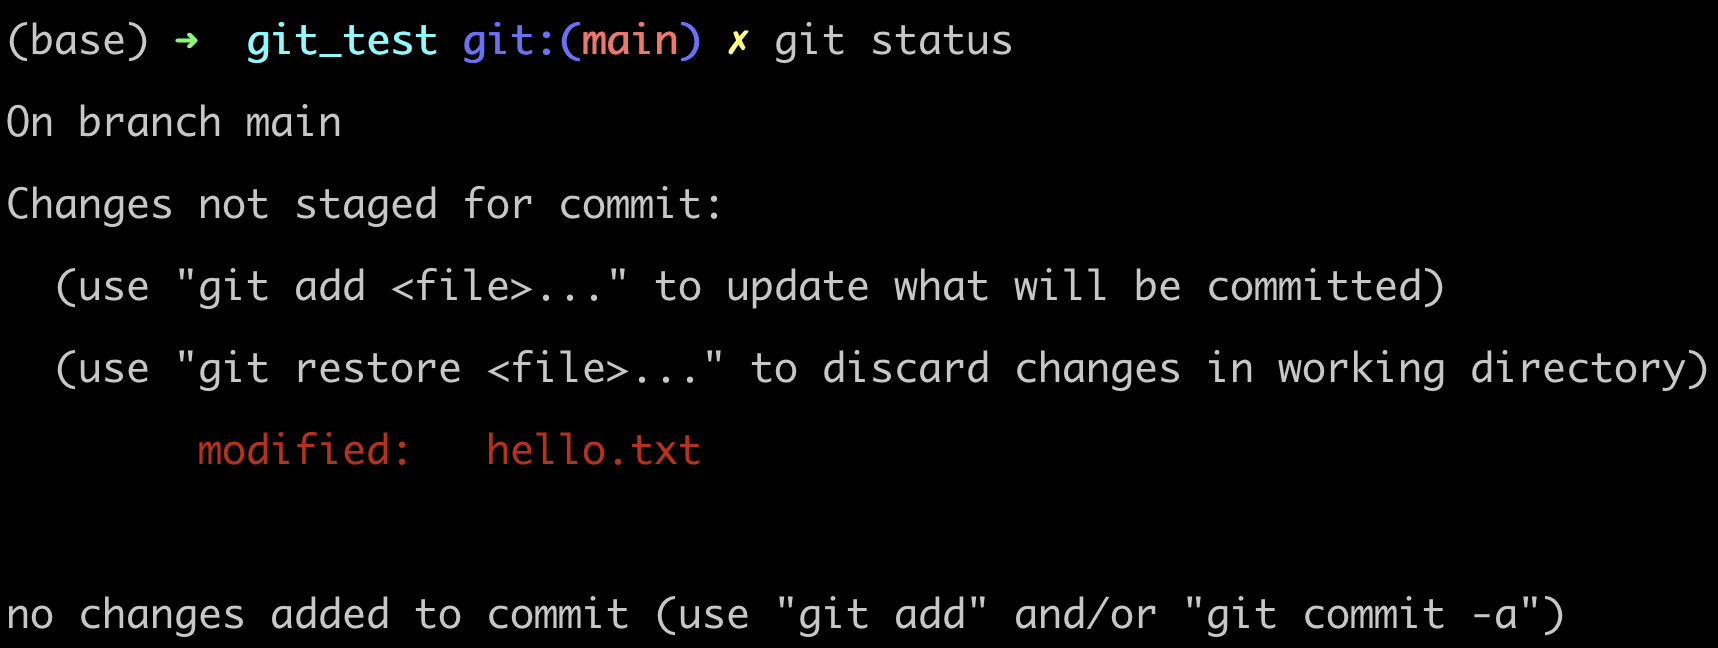 (base) ➜  git_test git:(main) ✗ git status
On branch main
Changes not staged for commit:
  (use "git add <file>..." to update what will be committed)
  (use "git restore <file>..." to discard changes in working directory)
        modified:   hello.txt

no changes added to commit (use "git add" and/or "git commit -a")